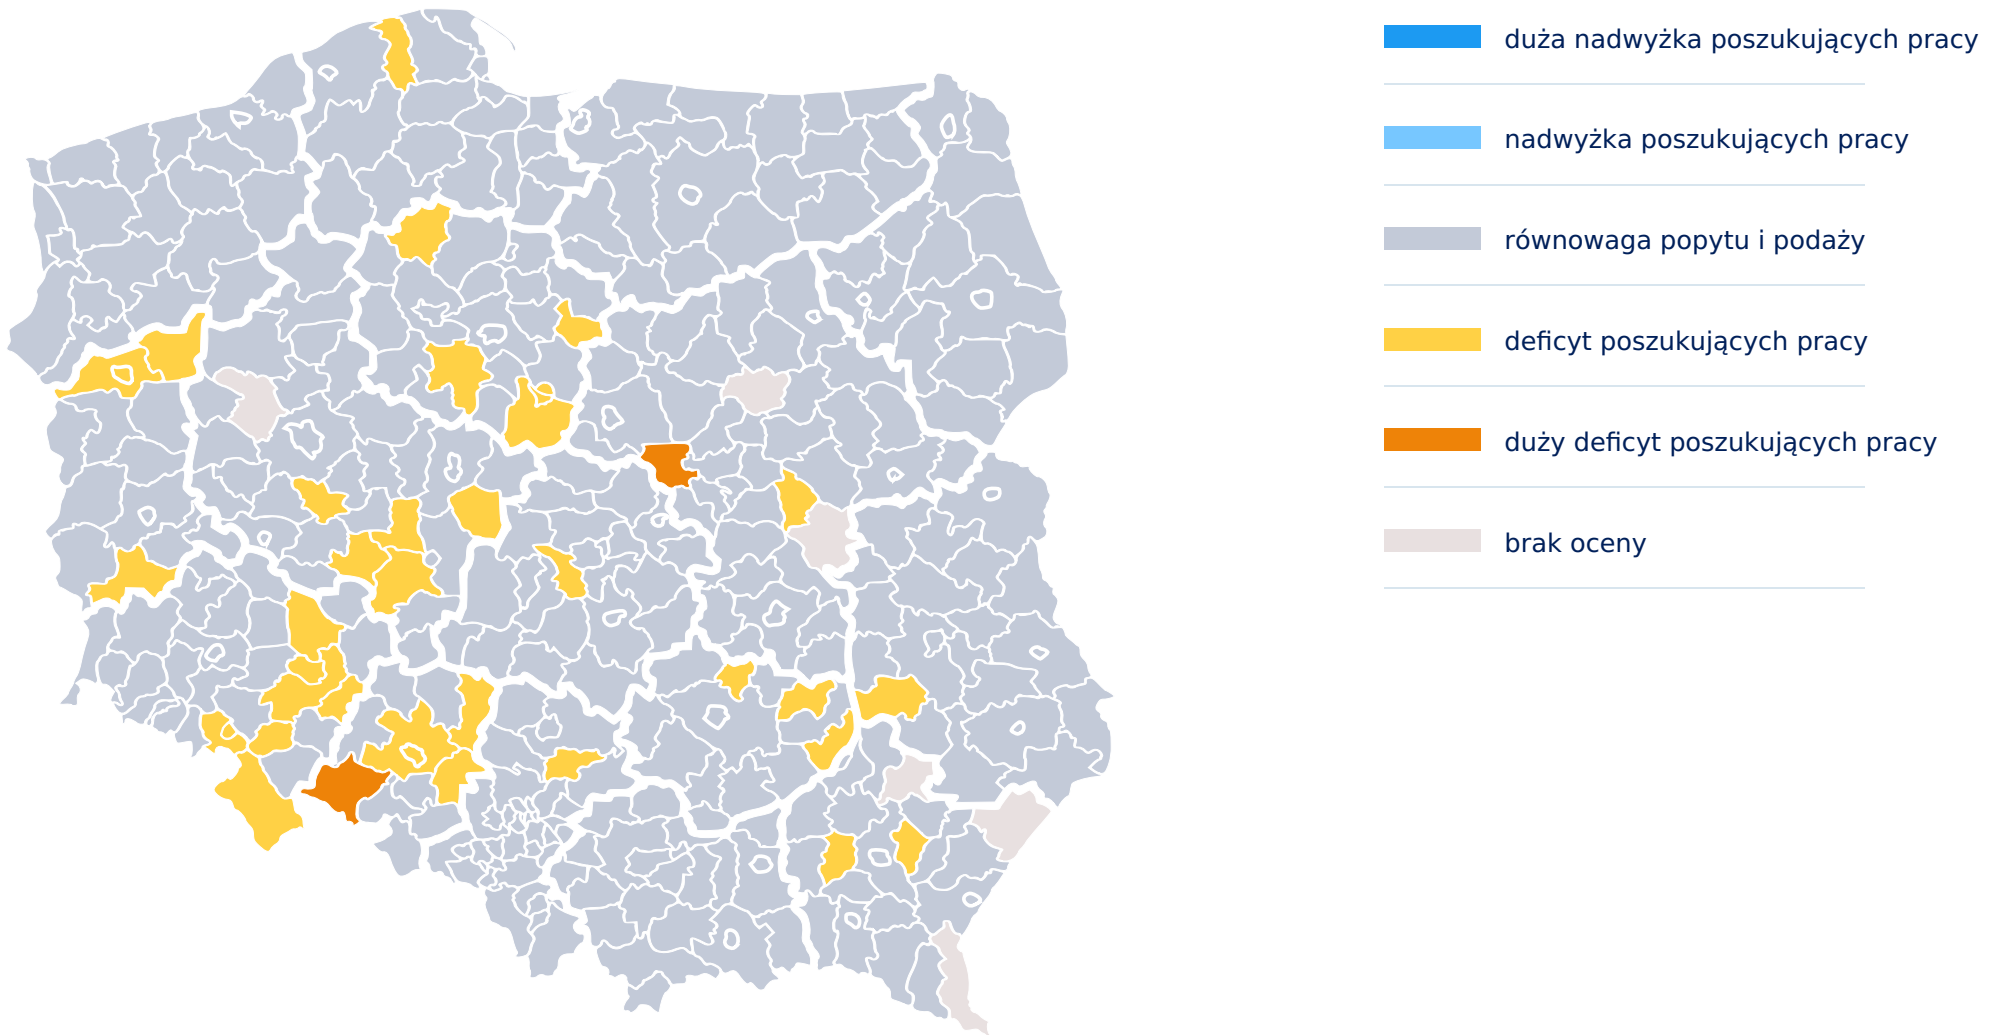 duża nadwyżka poszukujących pracy
nadwyżka poszukujących pracy
równowaga popytu i podaży
deficyt poszukujących pracy
duży deficyt poszukujących pracy
brak oceny